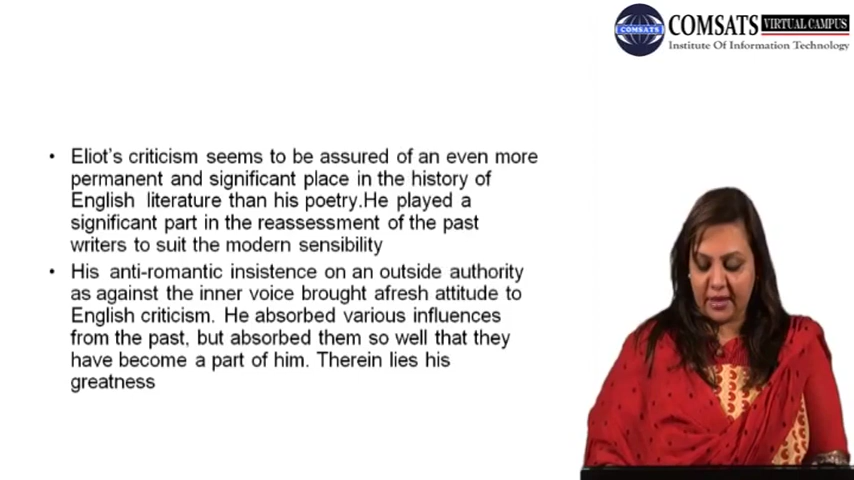 COMSATS
COMSATS VIRTUAL CAMPUS
Institute Of Information Technology
• Eliot's criticism seems to be assured of an even more
permanent and significant place in the history of
English literature than his poetry.He played a
significant part in the reassessment of the past
writers to suit the modern sensibility
• His anti-romantic insistence on an outside authority
as against the inner voice brought afresh attitude to
English criticism. He absorbed various influences
from the past, but absorbed them so well that they
have become a part of him. Therein lies his
greatness